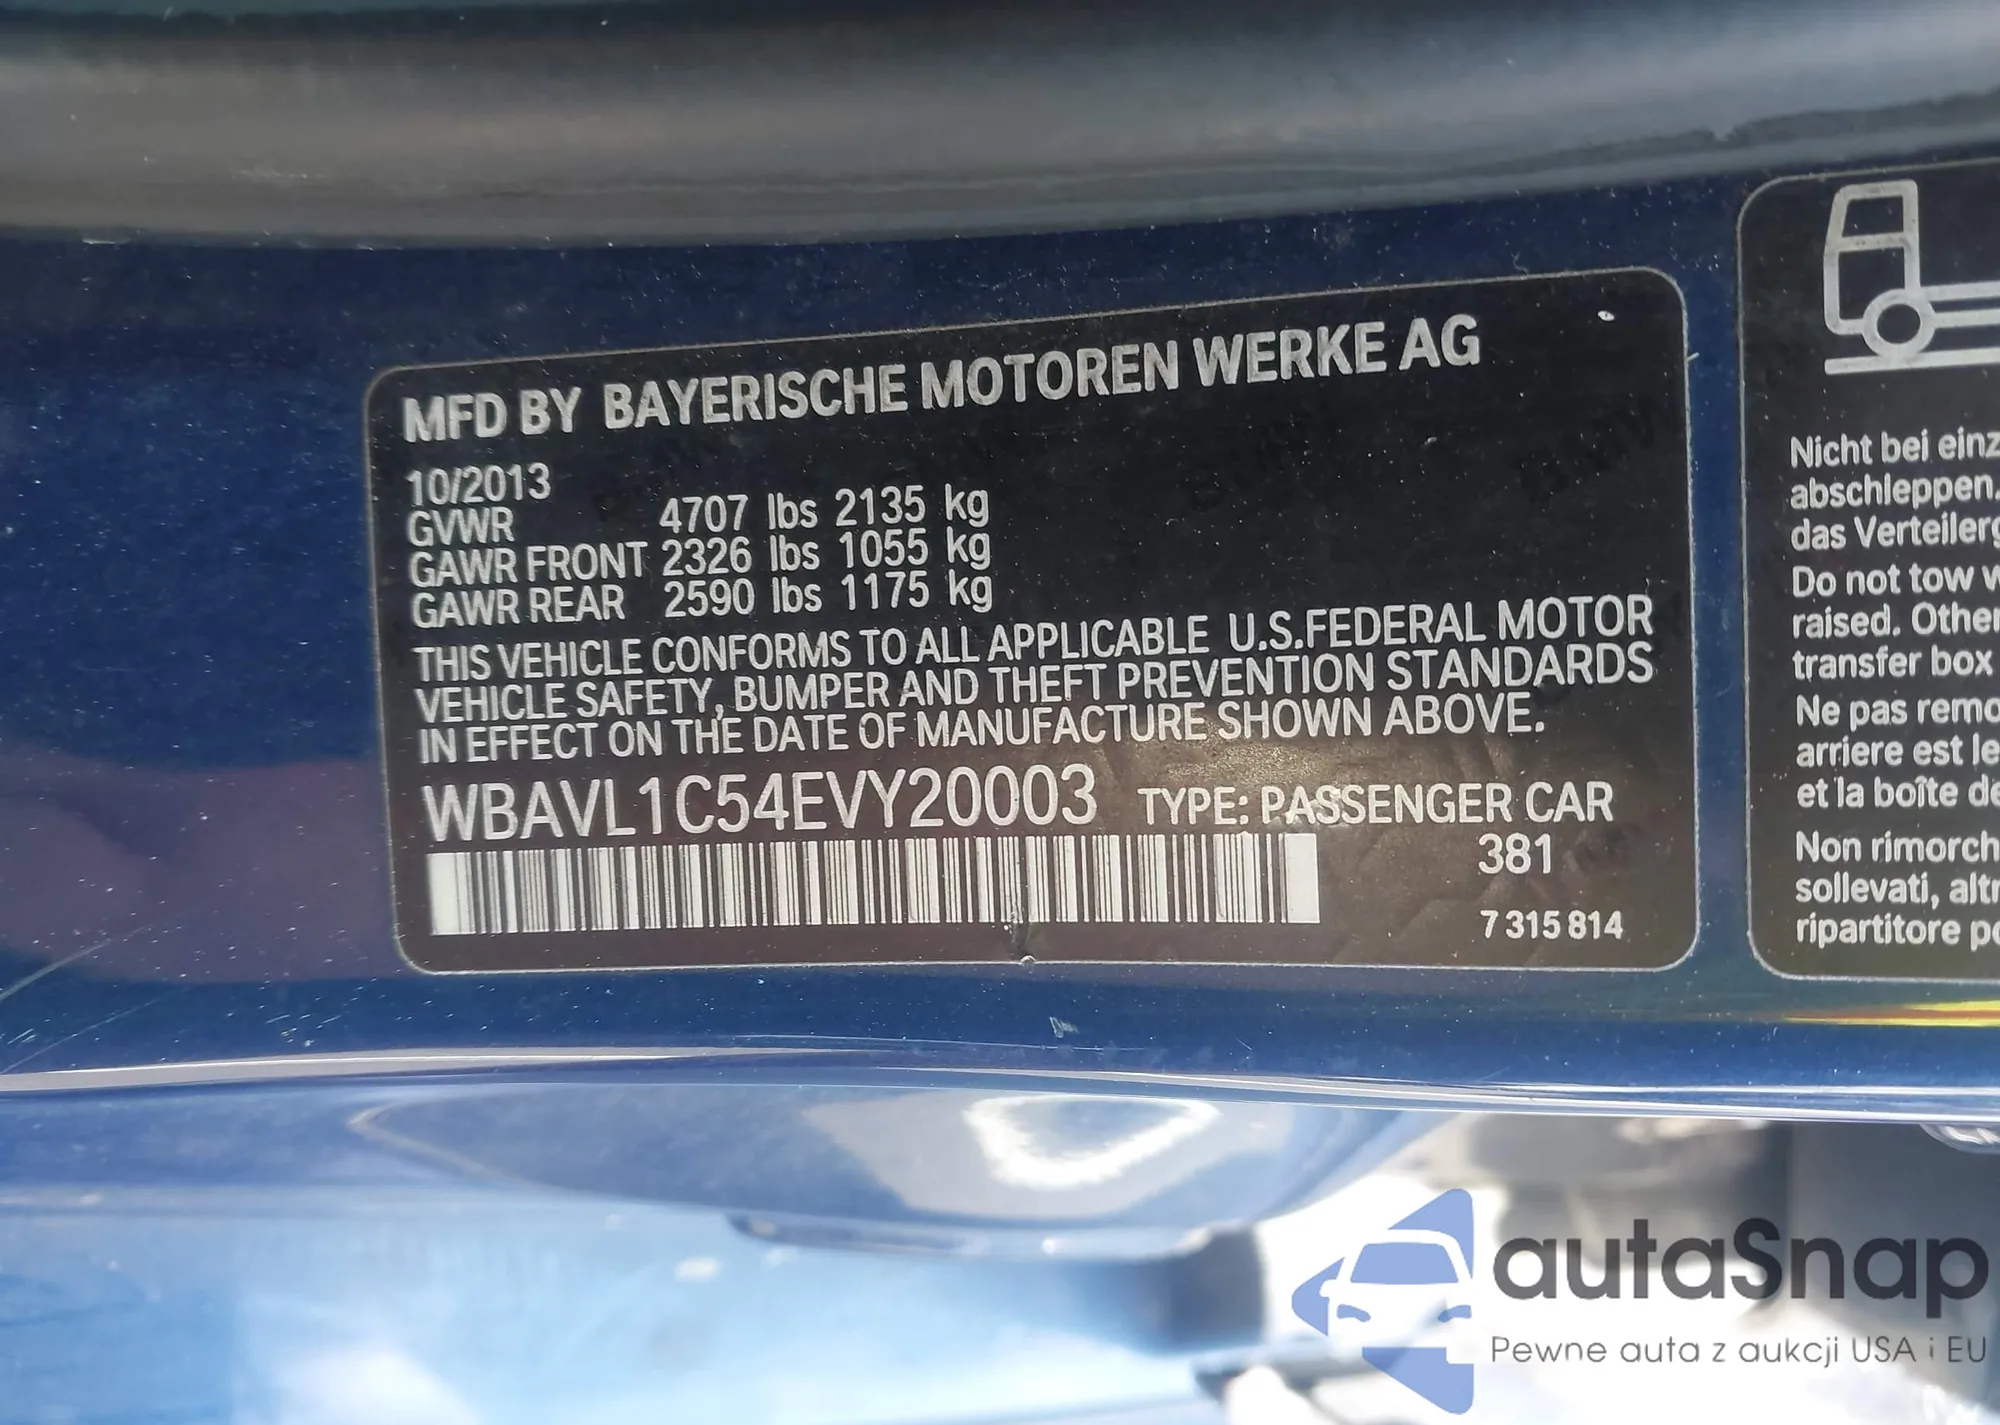 MFD BY BAYERISCHE MOTOREN WERKE AG
10/2013
GVWR 4707 lbs 2135 kg
GAWR FRONT 2326 lbs 1055 kg
GAWR REAR 2590 lbs 1175 kg
THIS VEHICLE CONFORMS TO ALL APPLICABLE U.S.FEDERAL MOTOR
VEHICLE SAFETY, BUMPER AND THEFT PREVENTION STANDARDS
IN EFFECT ON THE DATE OF MANUFACTURE SHOWN ABOVE.
WBAVL1C54EVY20003 TYPE: PASSENGER CAR
381
7 315 814
Nicht bei einz
abschleppen.
das Verteilerg
Do not tow w
raised. Other
transfer box
Ne pas remo
arriere est le
et la boîte de
Non rimorch
sollevati, altr
ripartitore po
autaSnap
Pewne auta z aukcji USA i EU